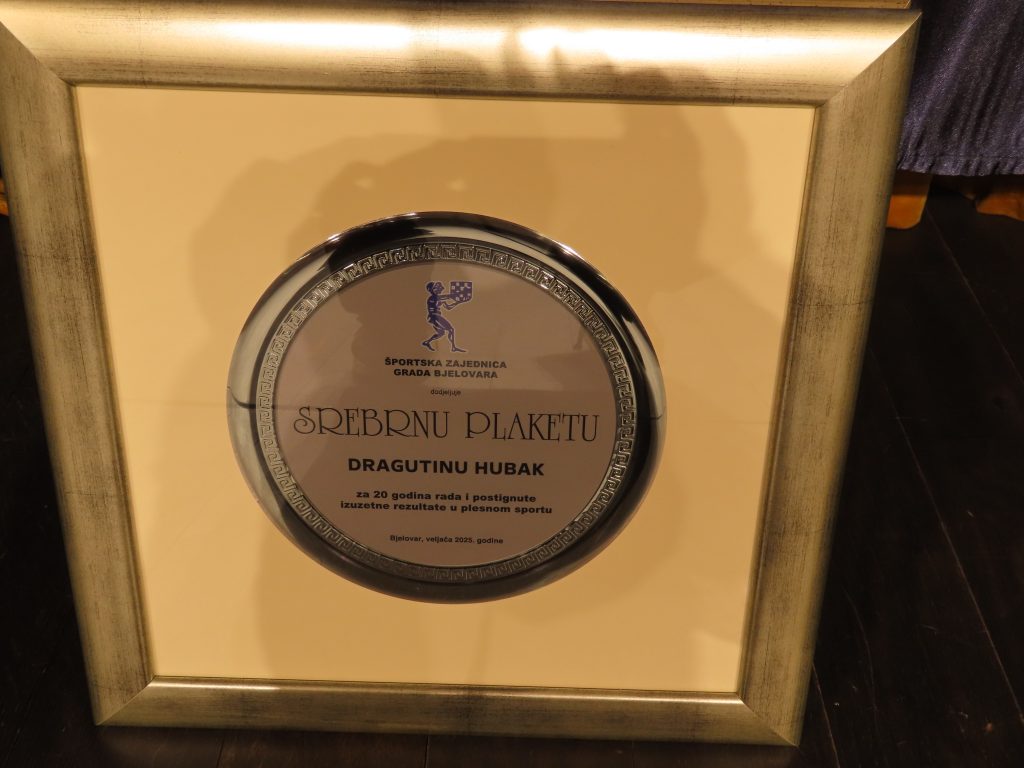 ŠPORTSKA ZAJEDNICA
GRADA BJELOVARA
dodjeljuje
SREBRNU PLAKETU
DRAGUTINU HUBAK
za 20 godina rada i postignute
izuzetne rezultate u plesnom sportu
Bjelovar, veljača 2025. godine